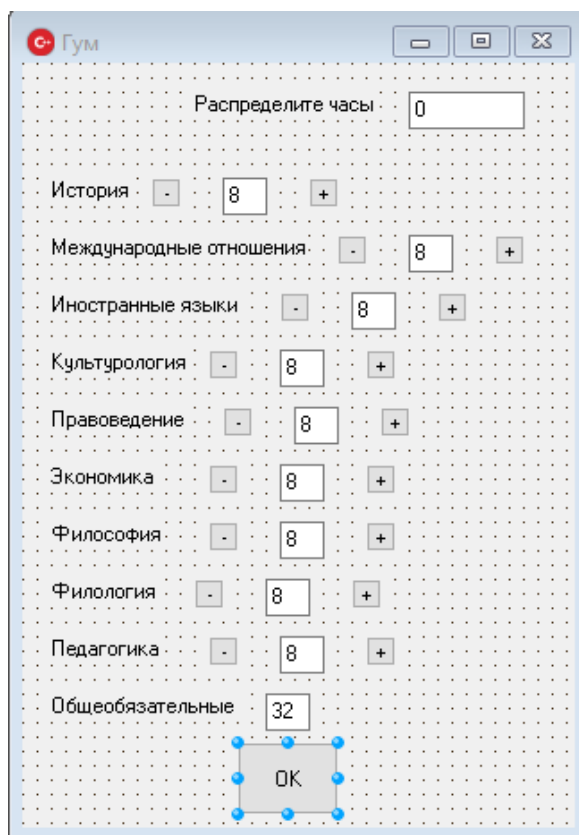 Гум
Распределите часы 0
История - 8 +
Международные отношения - 8 +
Иностранные языки - 8 +
Культурология - 8 +
Правоведение - 8 +
Экономика - 8 +
Философия - 8 +
Филология - 8 +
Педагогика - 8 +
Общеобязательные 32
OK